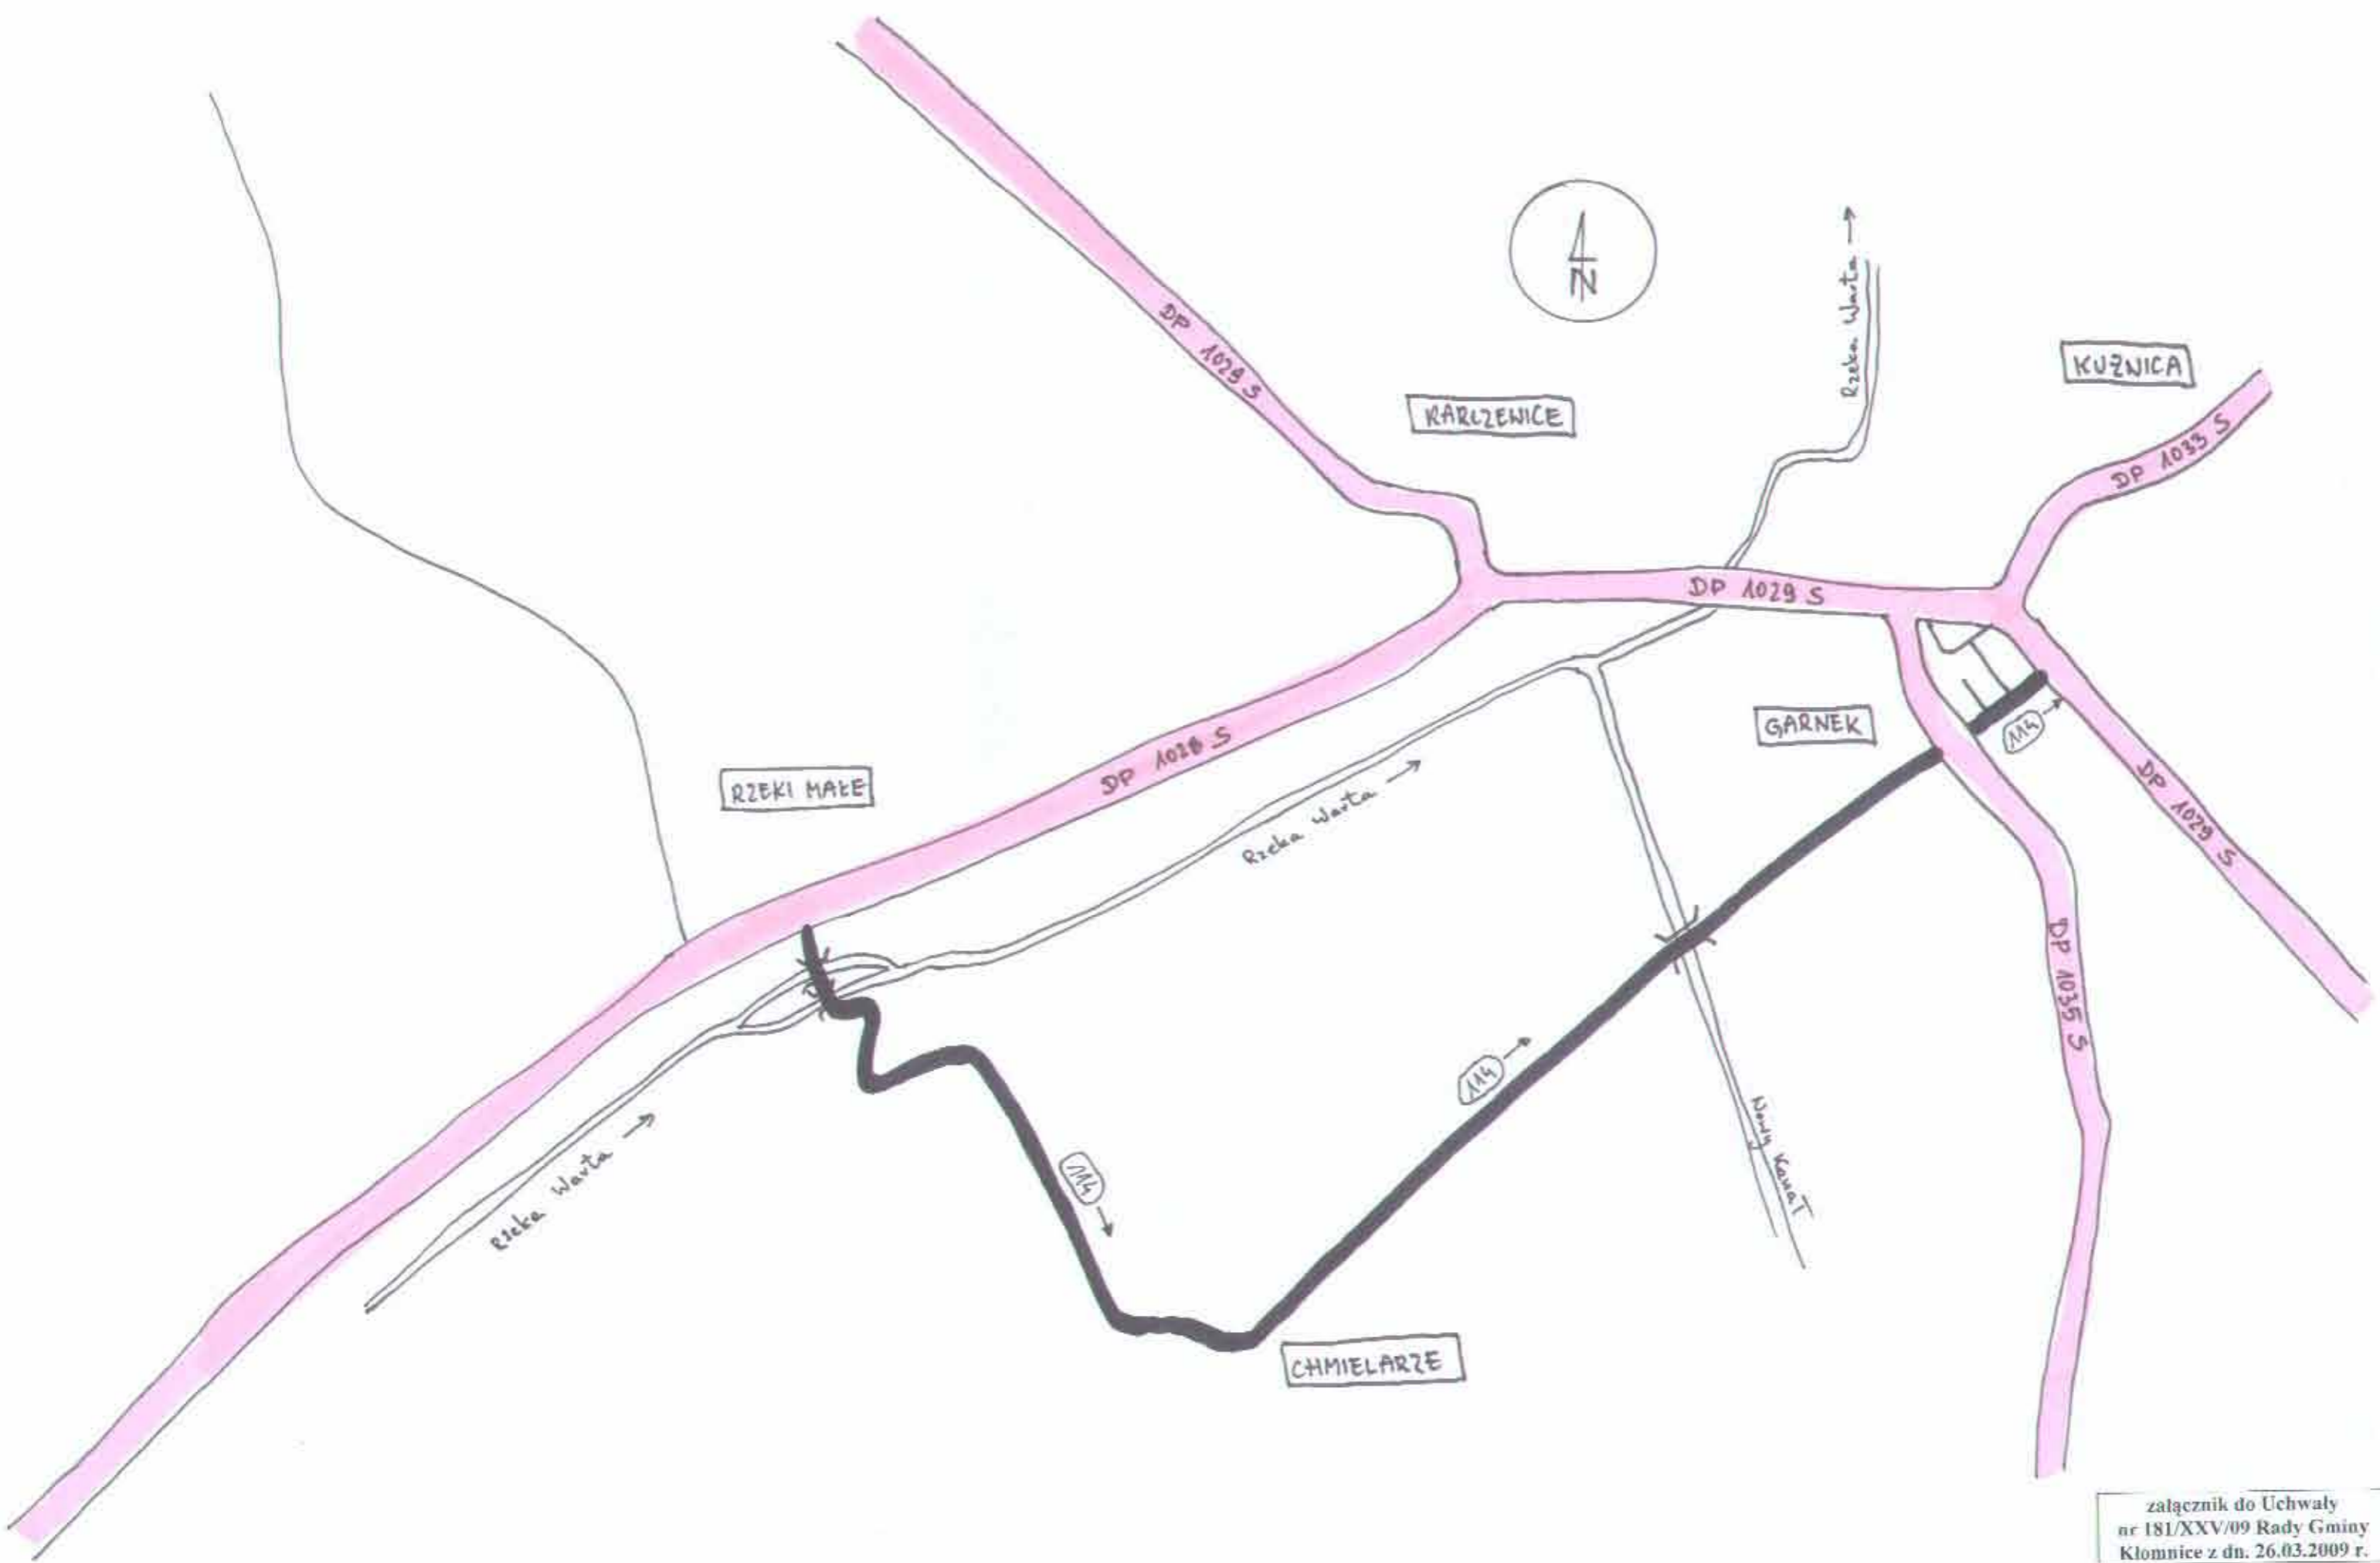 N
Rzeka Warta →
KUŹNICA
DP 1029 S
KARCZEWICE
DP 1033 S
DP 1029 S
GARNEK
114 →
DP 1028 S
RZEKI MAŁE
DP 1029 S
Rzeka Warta →
DP 1035 S
114 →
Rzeka Warta →
114 →
Nowy Kanał
CHMIELARZE
załącznik do Uchwały
nr 181/XXV/09 Rady Gminy
Kłomnice z dn. 26.03.2009 r.